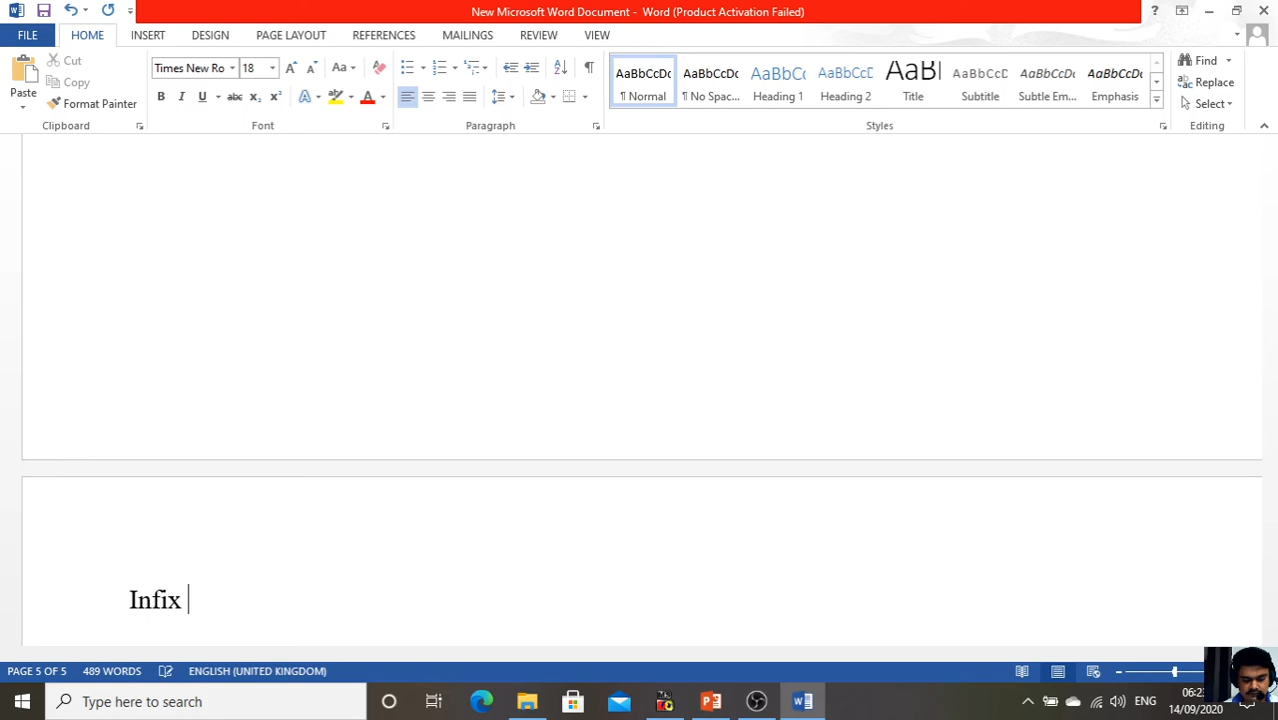 New Microsoft Word Document - Word (Product Activation Failed)
FILE HOME INSERT DESIGN PAGE LAYOUT REFERENCES MAILINGS REVIEW VIEW
Paste
Cut
Copy
Format Painter
Clipboard
Times New Ro 18
Font
Paragraph
AaBbCcDc AaBbCcDc AaBbCc AaBbCcD AaBl AaBbCcD AaBbCcDc AaBbCcDc
¶ Normal ¶ No Spac... Heading 1 Heading 2 Title Subtitle Subtle Em... Emphasis
Styles
Find
Replace
Select
Editing
Infix
PAGE 5 OF 5 489 WORDS ENGLISH (UNITED KINGDOM)
Type here to search
ENG
14/09/2020